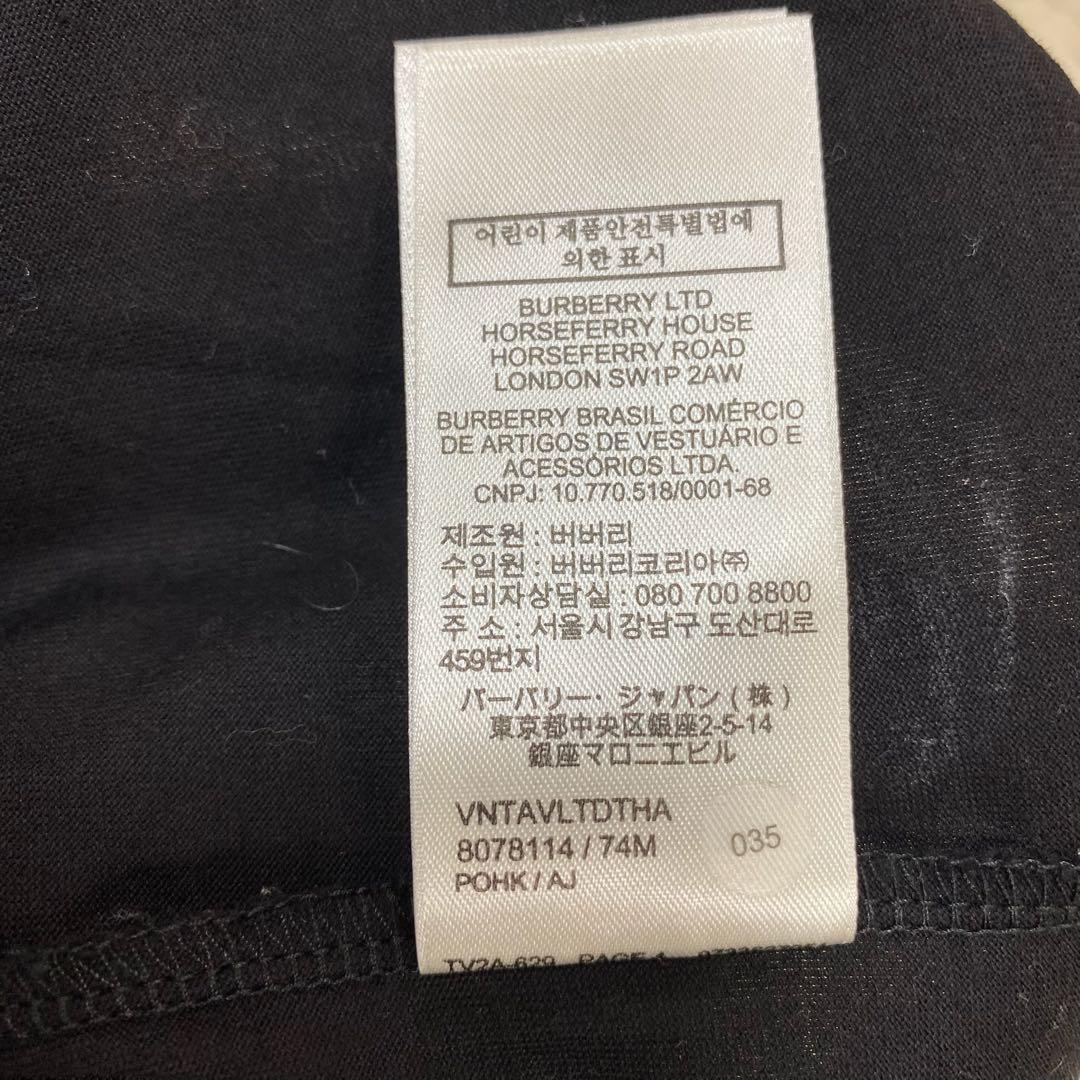 어린이 제품안전특별법에
의한 표시
BURBERRY LTD
HORSEFERRY HOUSE
HORSEFERRY ROAD
LONDON SW1P 2AW
BURBERRY BRASIL COMÉRCIO
DE ARTIGOS DE VESTUÁRIO E
ACESSÓRIOS LTDA.
CNPJ: 10.770.518/0001-68
제조원 : 버버리
수입원 : 버버리코리아㈜
소비자상담실 : 080 700 8800
주 소 : 서울시 강남구 도산대로
459번지
バーバリー・ジャパン(株)
東京都中央区銀座2-5-14
銀座マロニエビル
VNTAVLTDTHA
8078114 / 74M
035
POHK / AJ